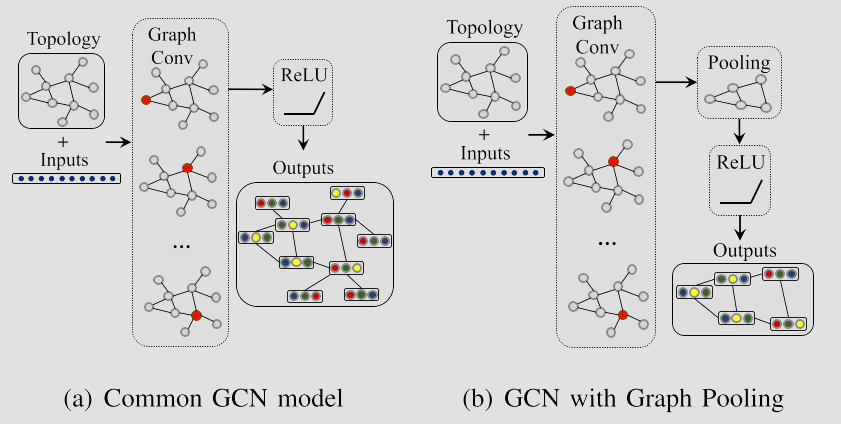 Topology
+
Inputs
Graph
Conv
...
ReLU
Outputs
(a) Common GCN model
Topology
+
Inputs
Graph
Conv
...
Pooling
ReLU
Outputs
(b) GCN with Graph Pooling